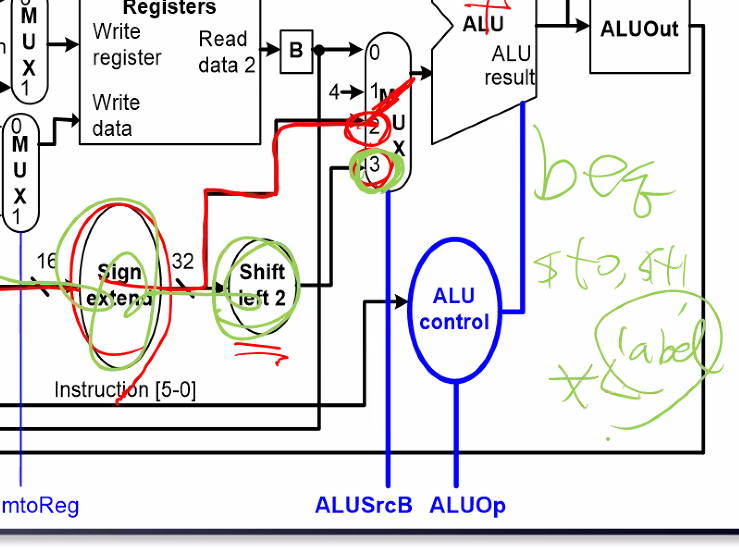 Registers
M
U
X
1
Write
register
Read
data 2
B
0
4
1
M
2
U
X
3
ALU
ALU
result
ALUOut
Write
data
0
M
U
X
1
beq
$t0, $t1
label
16
Sign
extend
32
Shift
left 2
ALU
control
Instruction [5-0]
mtoReg
ALUSrcB
ALUOp